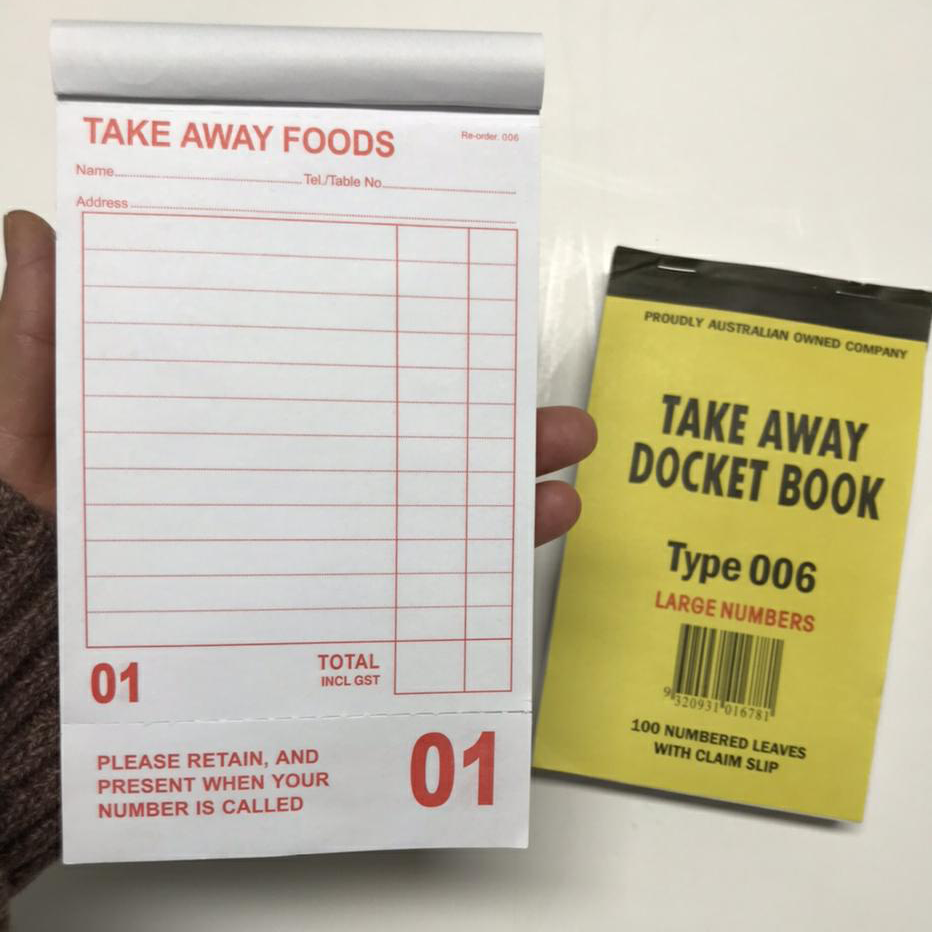 TAKE AWAY FOODS
Re-order. 006
Name Tel./Table No
Address
01
TOTAL
INCL GST
PLEASE RETAIN, AND
PRESENT WHEN YOUR
NUMBER IS CALLED
01
PROUDLY AUSTRALIAN OWNED COMPANY
TAKE AWAY
DOCKET BOOK
Type 006
LARGE NUMBERS
9 320931 016781
100 NUMBERED LEAVES
WITH CLAIM SLIP